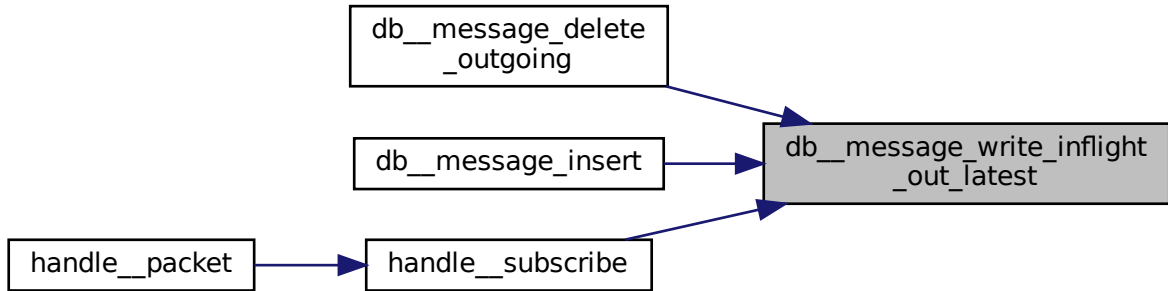 db__message_delete
_outgoing
db__message_insert
db__message_write_inflight
_out_latest
handle__packet
handle__subscribe